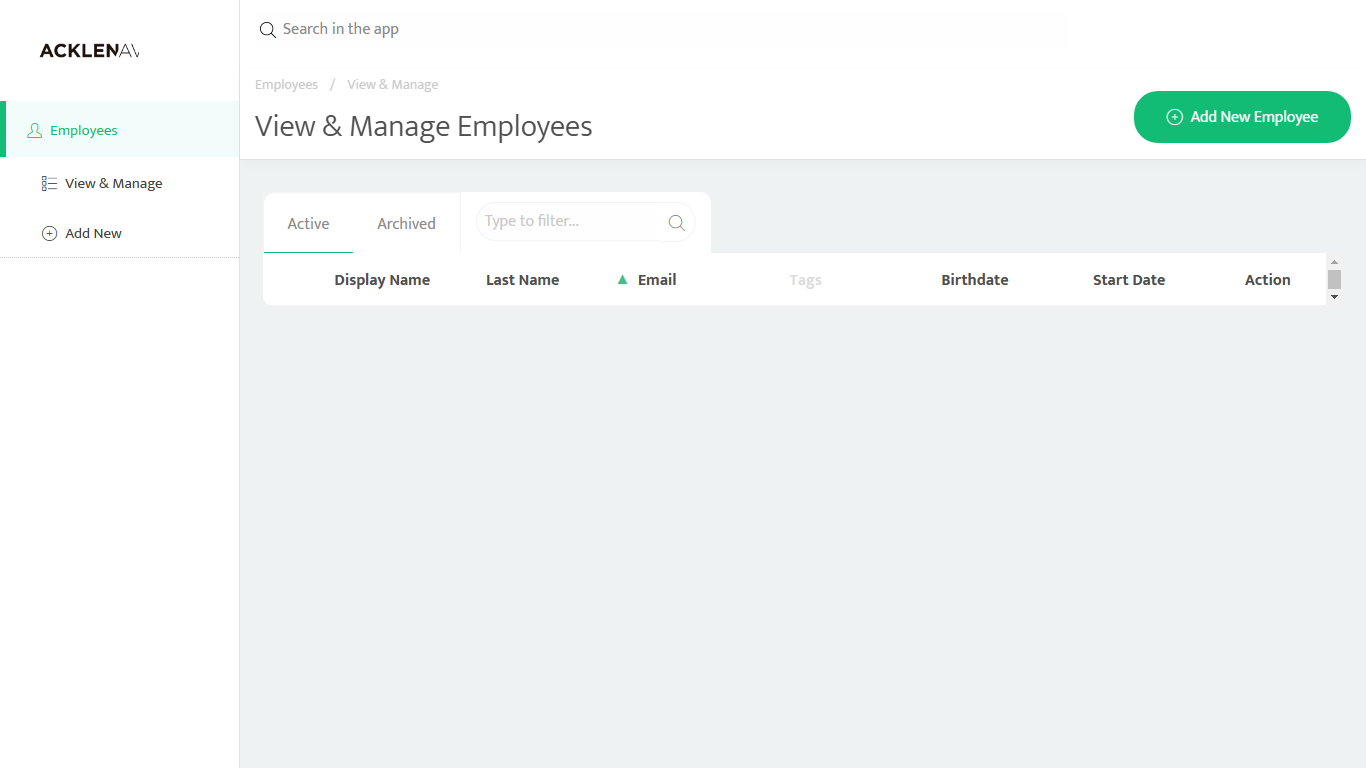 Search in the app
ACKLENAV
Employees / View & Manage
View & Manage Employees
Add New Employee
Employees
View & Manage
Add New
Active Archived Type to filter...
Display Name Last Name Email Tags Birthdate Start Date Action